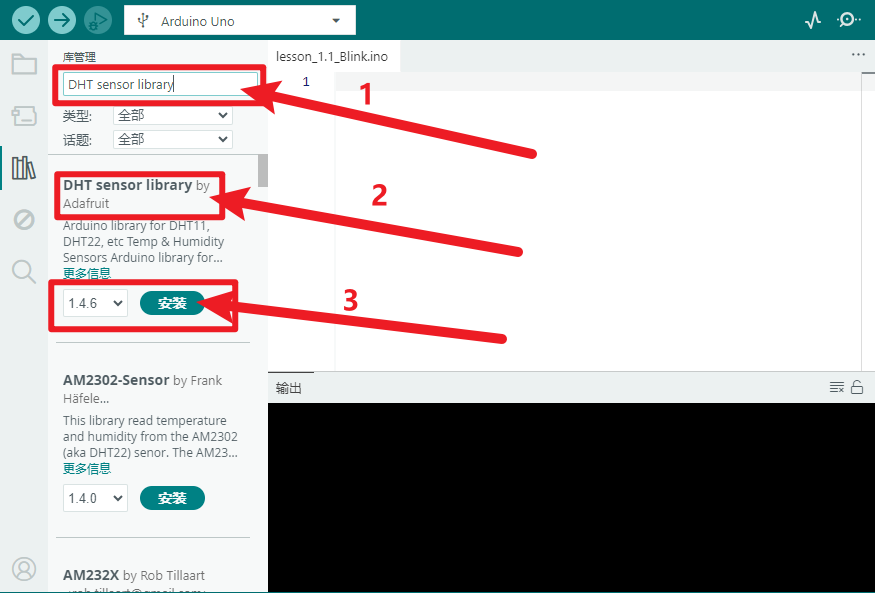 Arduino Uno
库管理
lesson_1.1_Blink.ino
DHT sensor library
1
1
类型:
全部
话题:
全部
DHT sensor library by
Adafruit
2
Arduino library for DHT11,
DHT22, etc Temp & Humidity
Sensors Arduino library for...
更多信息
1.4.6
安装
3
AM2302-Sensor by Frank
Häfele...
输出
This library read temperature
and humidity from the AM2302
(aka DHT22) senor. The AM23...
更多信息
1.4.0
安装
AM232X by Rob Tillaart